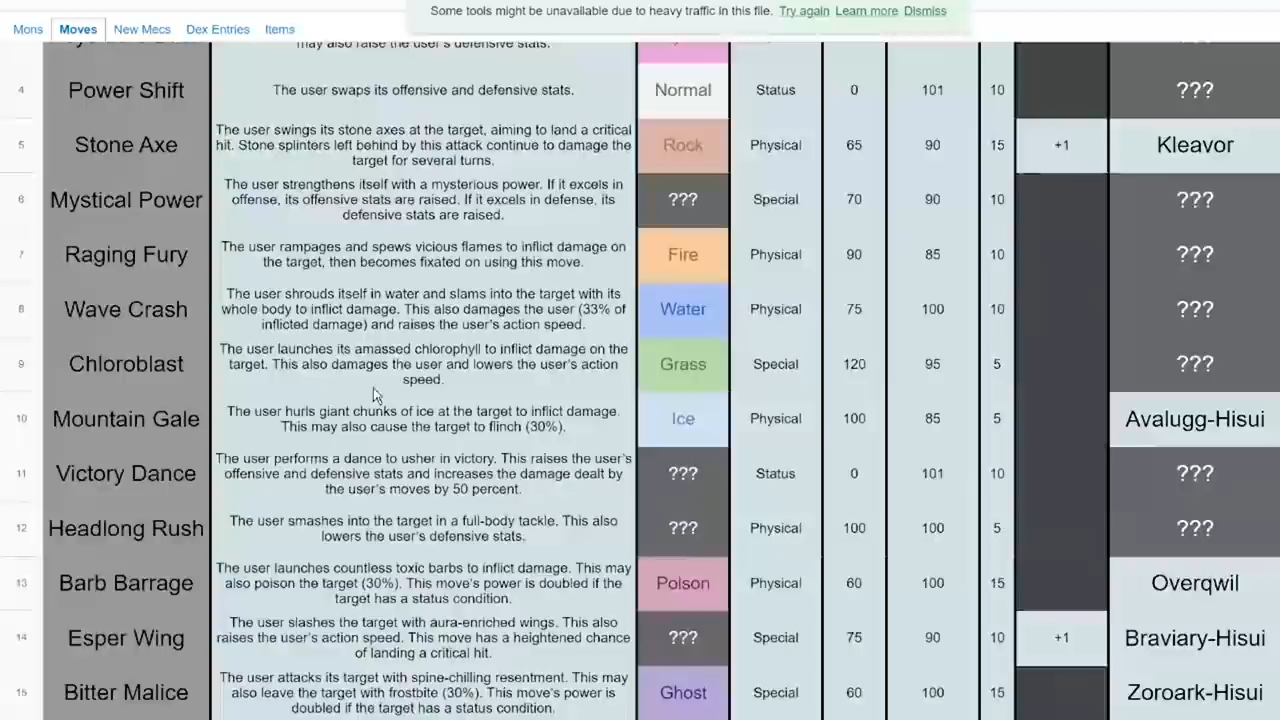 Some tools might be unavailable due to heavy traffic in this file. Try again Learn more Dismiss
Mons Moves New Mecs Dex Entries Items
may also raise the user's defensive stats.
4 Power Shift The user swaps its offensive and defensive stats. Normal Status 0 101 10 ???
The user swings its stone axes at the target, aiming to land a critical
5 Stone Axe hit. Stone splinters left behind by this attack continue to damage the Rock Physical 65 90 15 +1 Kleavor
target for several turns.
The user strengthens itself with a mysterious power. If it excels in
6 Mystical Power offense, its offensive stats are raised. If it excels in defense, its ??? Special 70 90 10 ???
defensive stats are raised.
7 Raging Fury The user rampages and spews vicious flames to inflict damage on Fire Physical 90 85 10 ???
the target, then becomes fixated on using this move.
The user shrouds itself in water and slams into the target with its
8 Wave Crash whole body to inflict damage. This also damages the user (33% of Water Physical 75 100 10 ???
inflicted damage) and raises the user's action speed.
The user launches its amassed chlorophyll to inflict damage on the
9 Chloroblast target. This also damages the user and lowers the user's action Grass Special 120 95 5 ???
speed.
10 Mountain Gale The user hurls giant chunks of ice at the target to inflict damage. Ice Physical 100 85 5 Avalugg-Hisui
This may also cause the target to flinch (30%).
The user performs a dance to usher in victory. This raises the user's
11 Victory Dance offensive and defensive stats and increases the damage dealt by ??? Status 0 101 10 ???
the user's moves by 50 percent.
12 Headlong Rush The user smashes into the target in a full-body tackle. This also ??? Physical 100 100 5 ???
lowers the user's defensive stats.
The user launches countless toxic barbs to inflict damage. This may
13 Barb Barrage also poison the target (30%). This move's power is doubled if the Poison Physical 60 100 15 Overqwil
target has a status condition.
The user slashes the target with aura-enriched wings. This also
14 Esper Wing raises the user's action speed. This move has a heightened chance ??? Special 75 90 10 +1 Braviary-Hisui
of landing a critical hit.
The user attacks its target with spine-chilling resentment. This may
15 Bitter Malice also leave the target with frostbite (30%). This move's power is Ghost Special 60 100 15 Zoroark-Hisui
doubled if the target has a status condition.